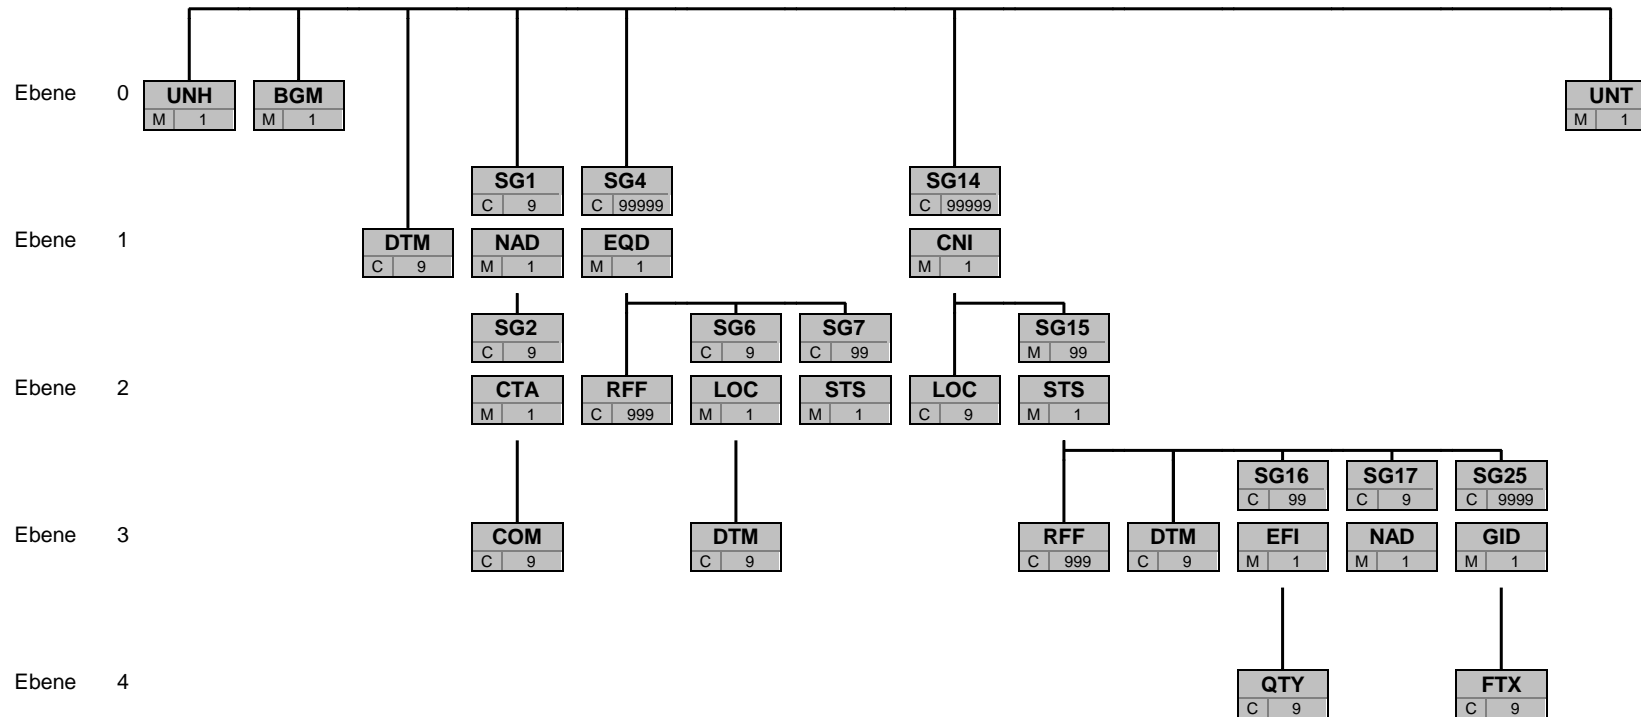 Ebene 0 UNH BGM UNT
M 1 M 1 M 1
SG1 SG4 SG14
C 9 C 99999 C 99999
Ebene 1 DTM NAD EQD CNI
C 9 M 1 M 1 M 1
SG2 SG6 SG7 SG15
C 9 C 9 C 99 M 99
Ebene 2 CTA RFF LOC STS LOC STS
M 1 C 999 M 1 M 1 C 9 M 1
SG16 SG17 SG25
C 99 C 9 C 9999
Ebene 3 COM DTM RFF DTM EFI NAD GID
C 9 C 9 C 999 C 9 M 1 M 1 M 1
Ebene 4 QTY FTX
C 9 C 9